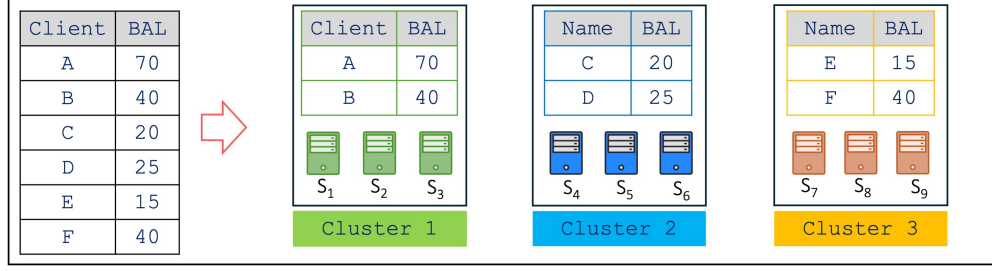 Client BAL
A 70
B 40
C 20
D 25
E 15
F 40
Client BAL
A 70
B 40
S1 S2 S3
Cluster 1
Name BAL
C 20
D 25
S4 S5 S6
Cluster 2
Name BAL
E 15
F 40
S7 S8 S9
Cluster 3